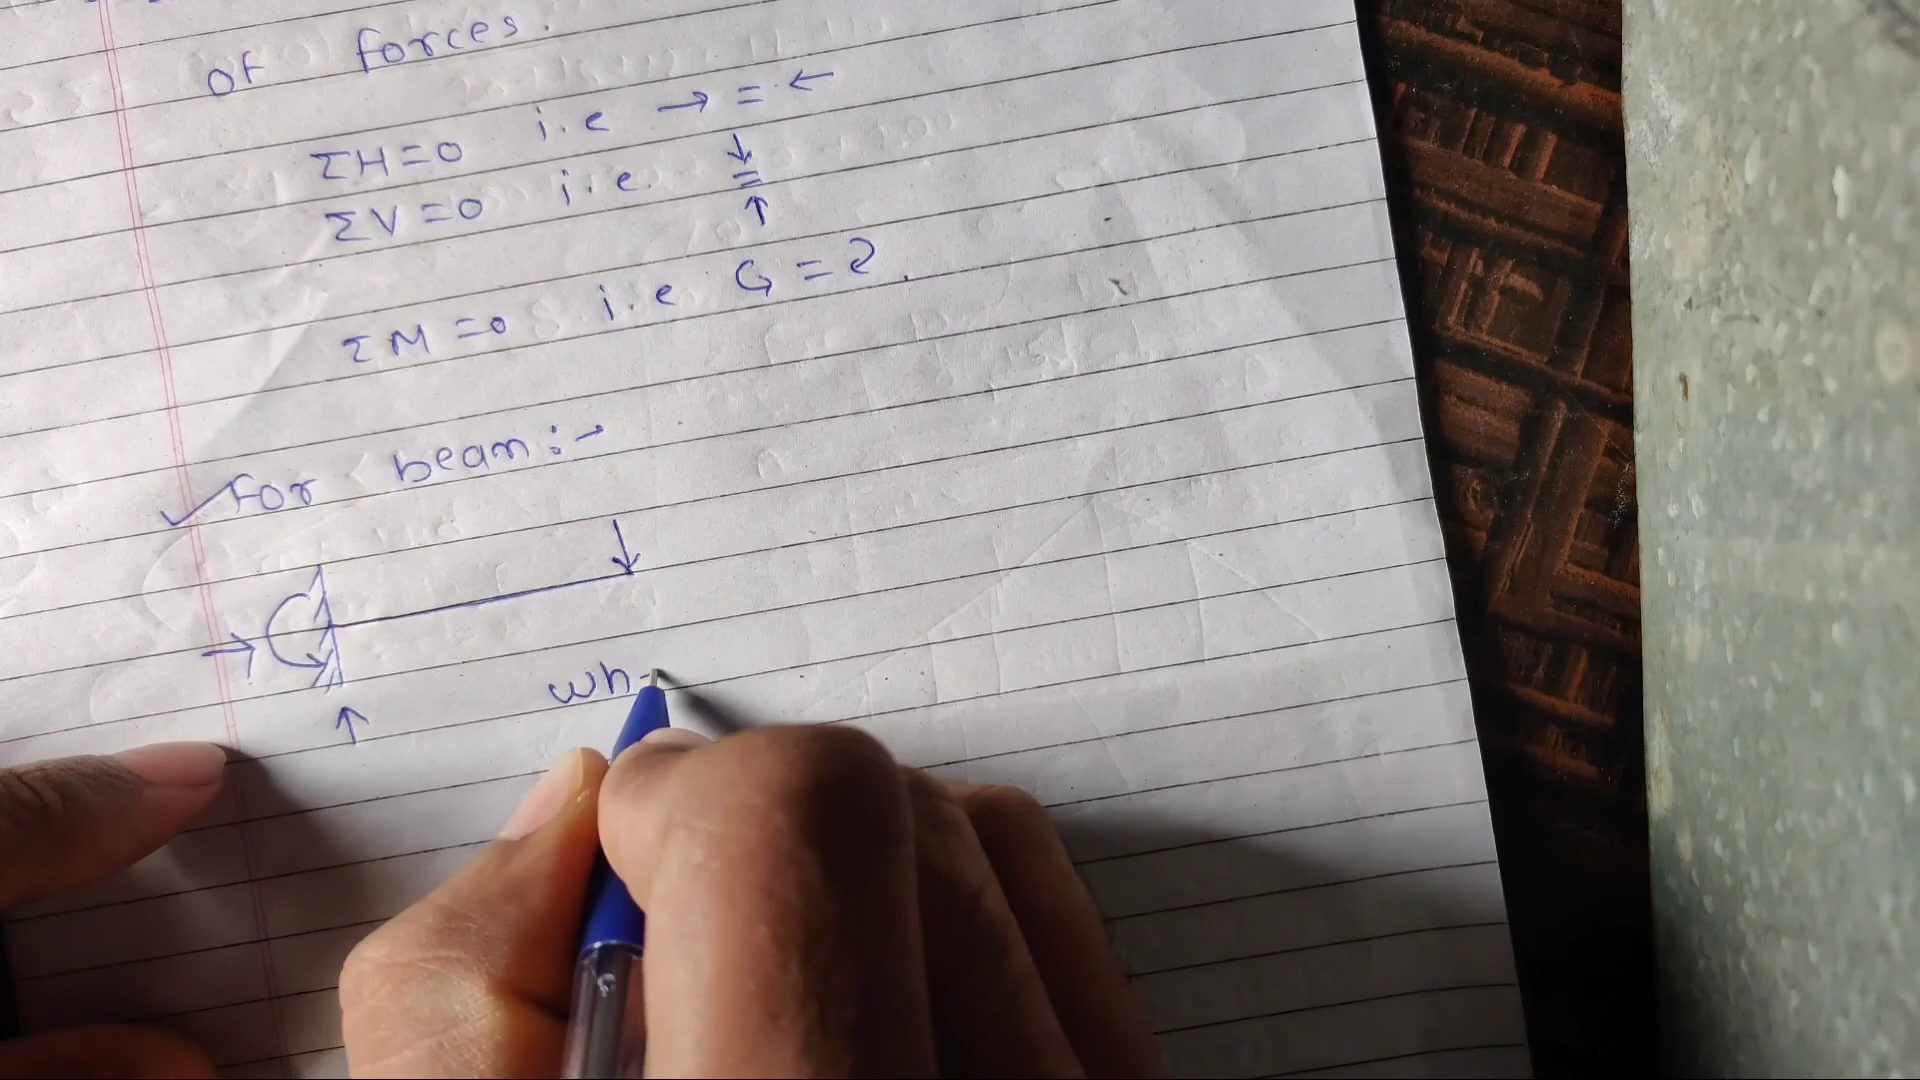 of forces.
ΣH=0 i.e → = ←
ΣV=0 i.e. ↓ = ↑
ΣM=0 i.e ↺ = ↻.
✓for beam:-
wh